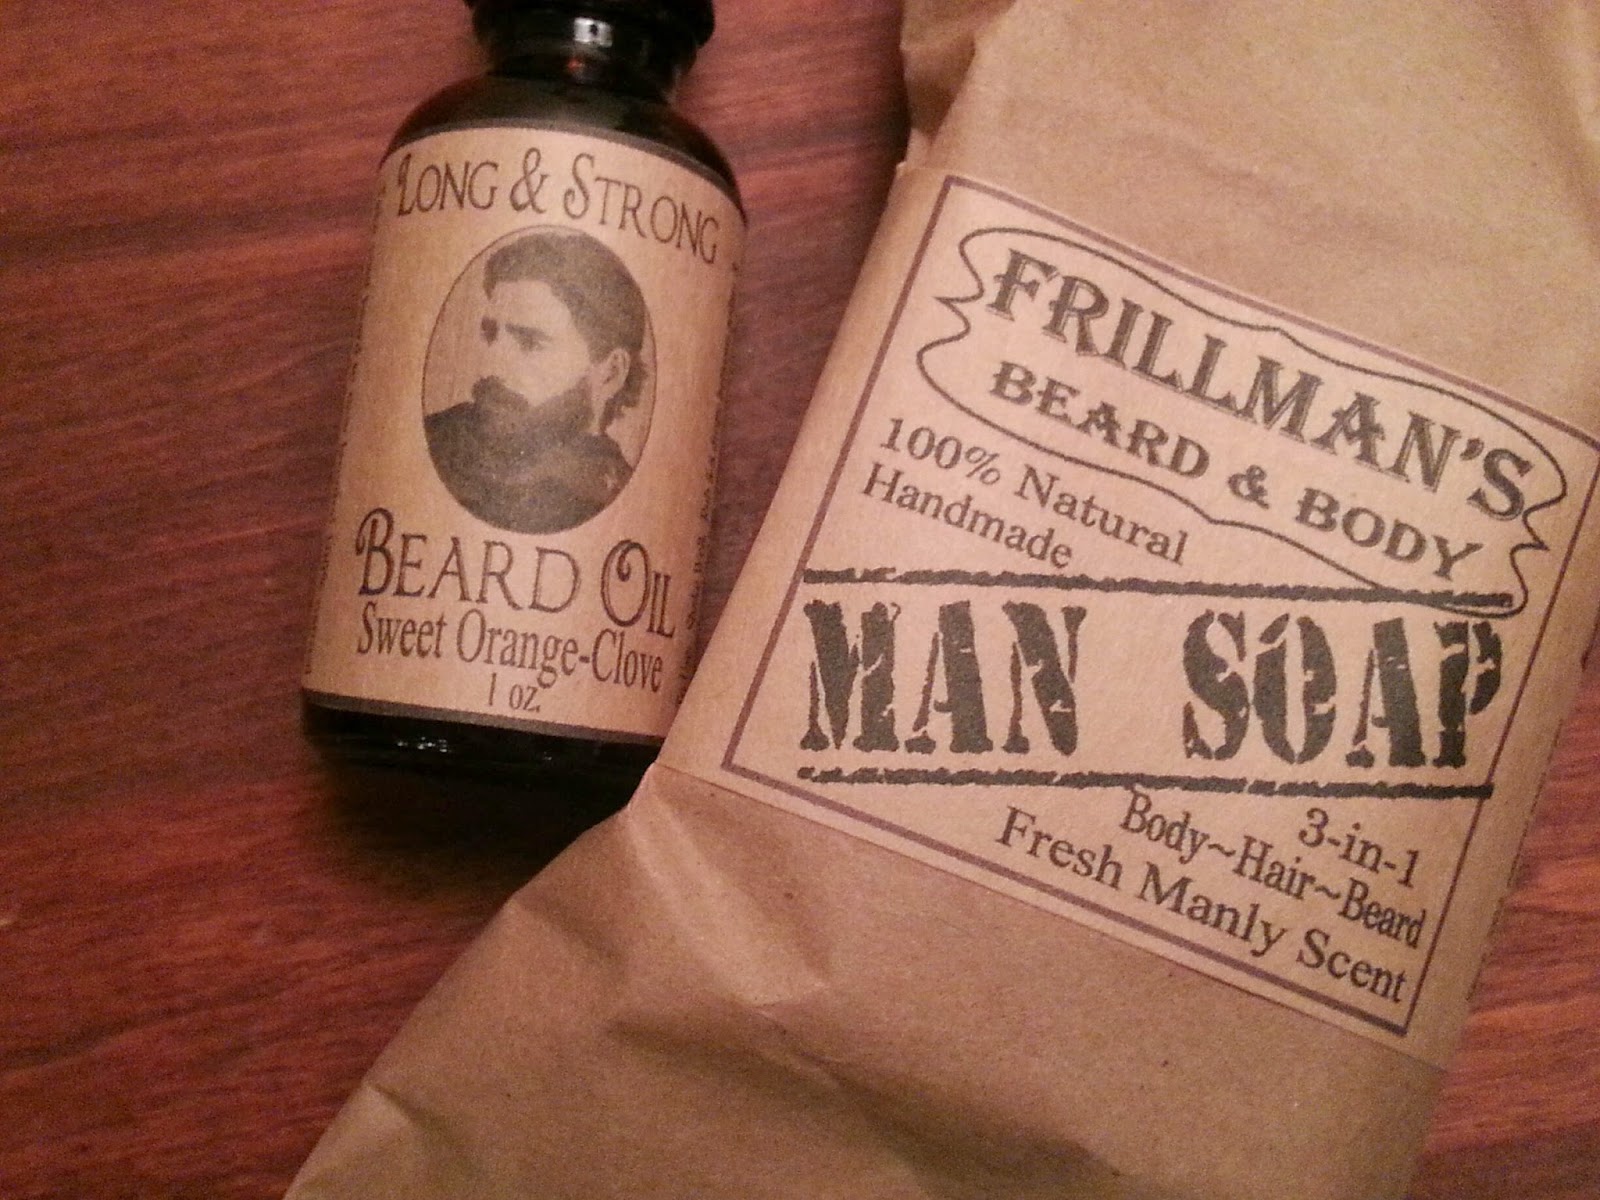 LONG & STRONG
BEARD OIL
Sweet Orange-Clove
1 oz.
FRILLMAN'S
BEARD & BODY
100% Natural
Handmade
MAN SOAP
3-in-1
Body~Hair~Beard
Fresh Manly Scent